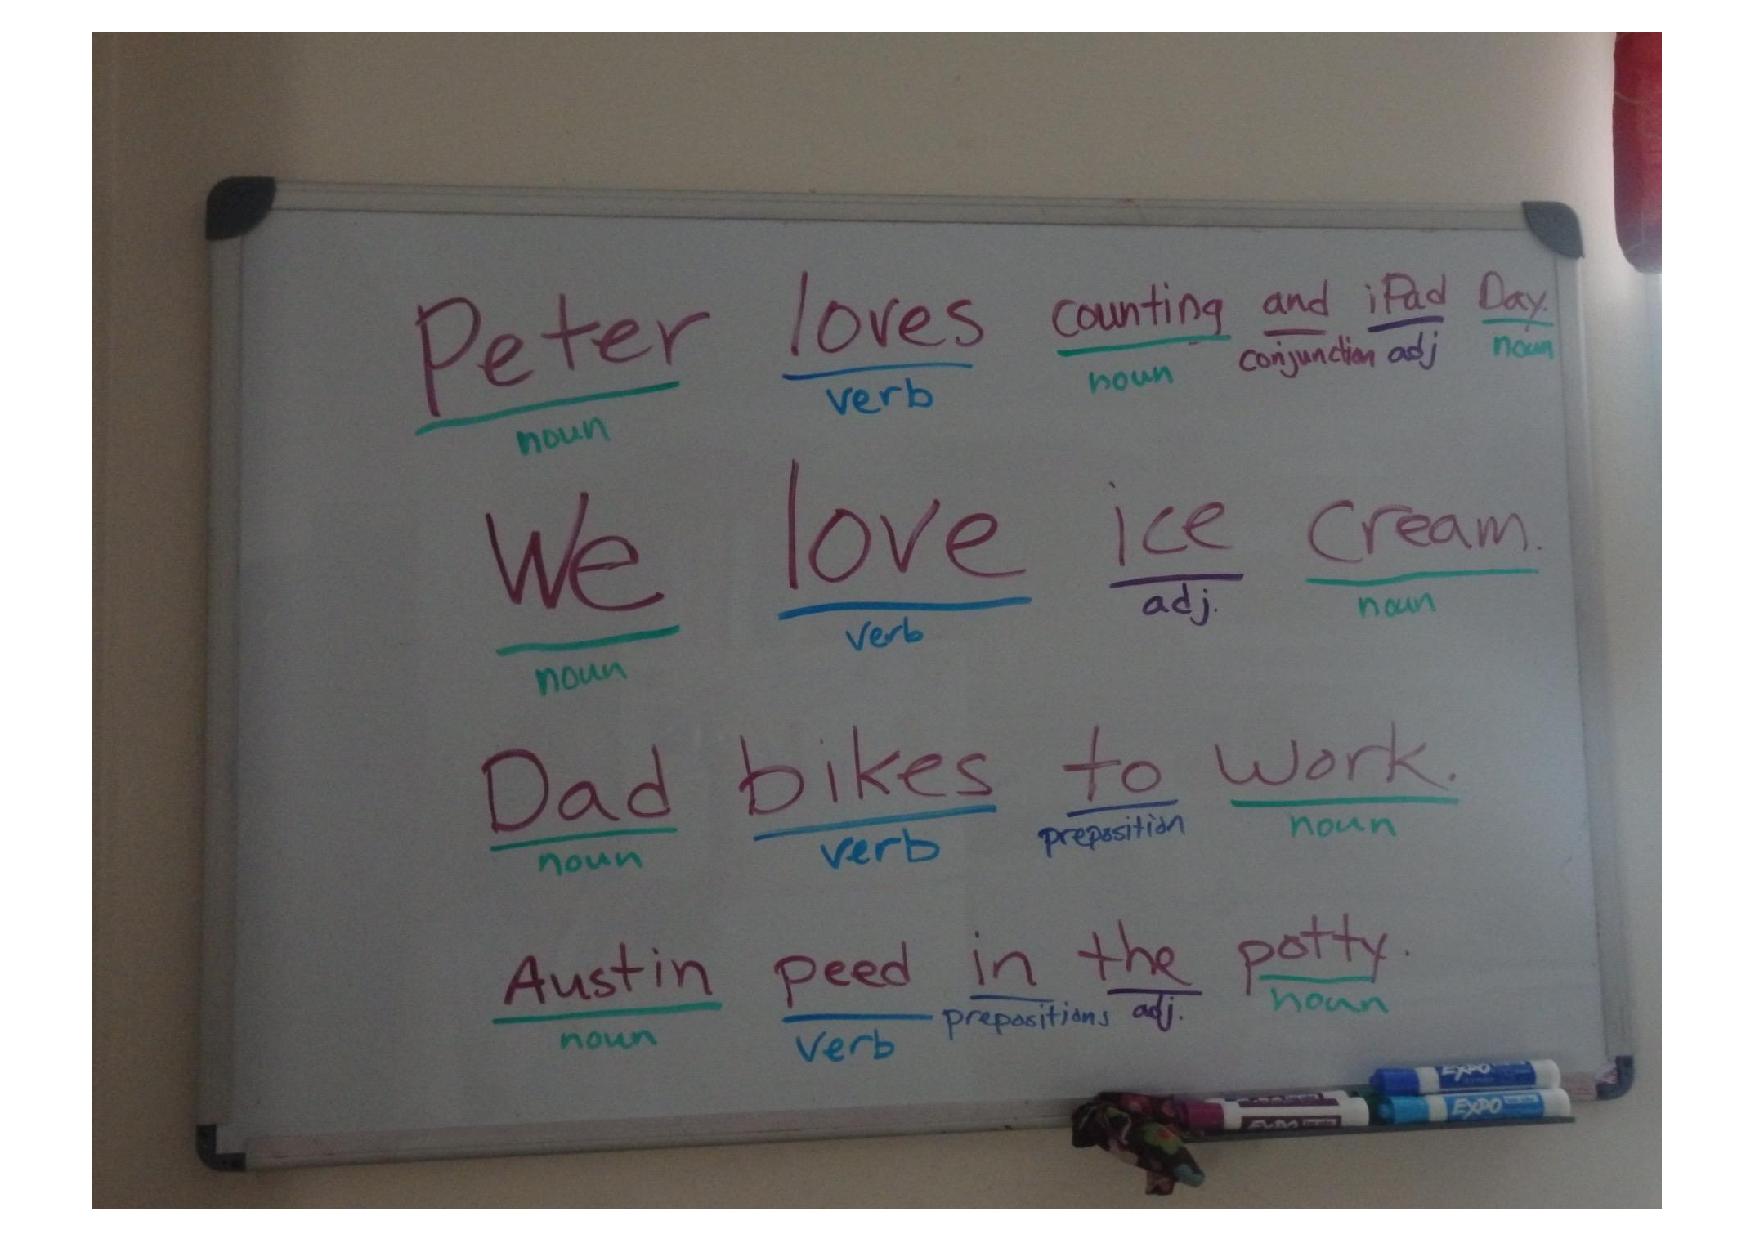 Peter loves counting and iPad Day.
noun verb noun conjunction adj noun
We love ice cream.
noun verb adj. noun
Dad bikes to work.
noun verb preposition noun
Austin peed in the potty.
noun verb prepositions adj. noun
EXPO
EXPO
EXPO